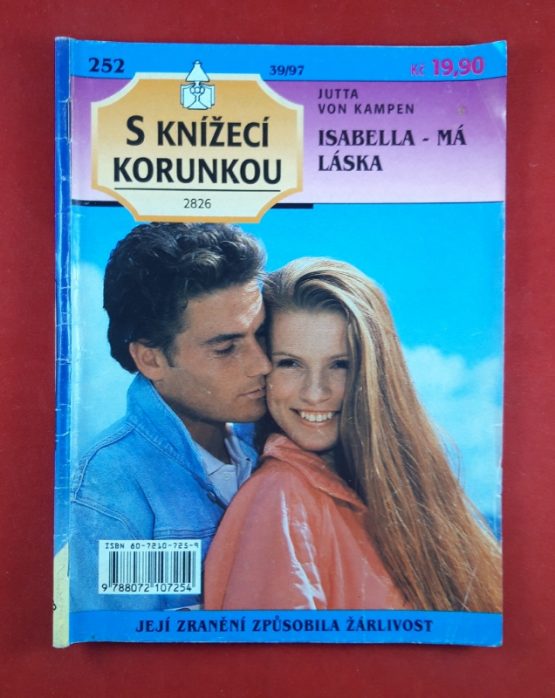 252
39/97
Kč 19,90
S KNÍŽECÍ
KORUNKOU
2826
JUTTA
VON KAMPEN
ISABELLA - MÁ
LÁSKA
ISBN 80-7210-725-9
9 788072 107254
JEJÍ ZRANĚNÍ ZPŮSOBILA ŽÁRLIVOST